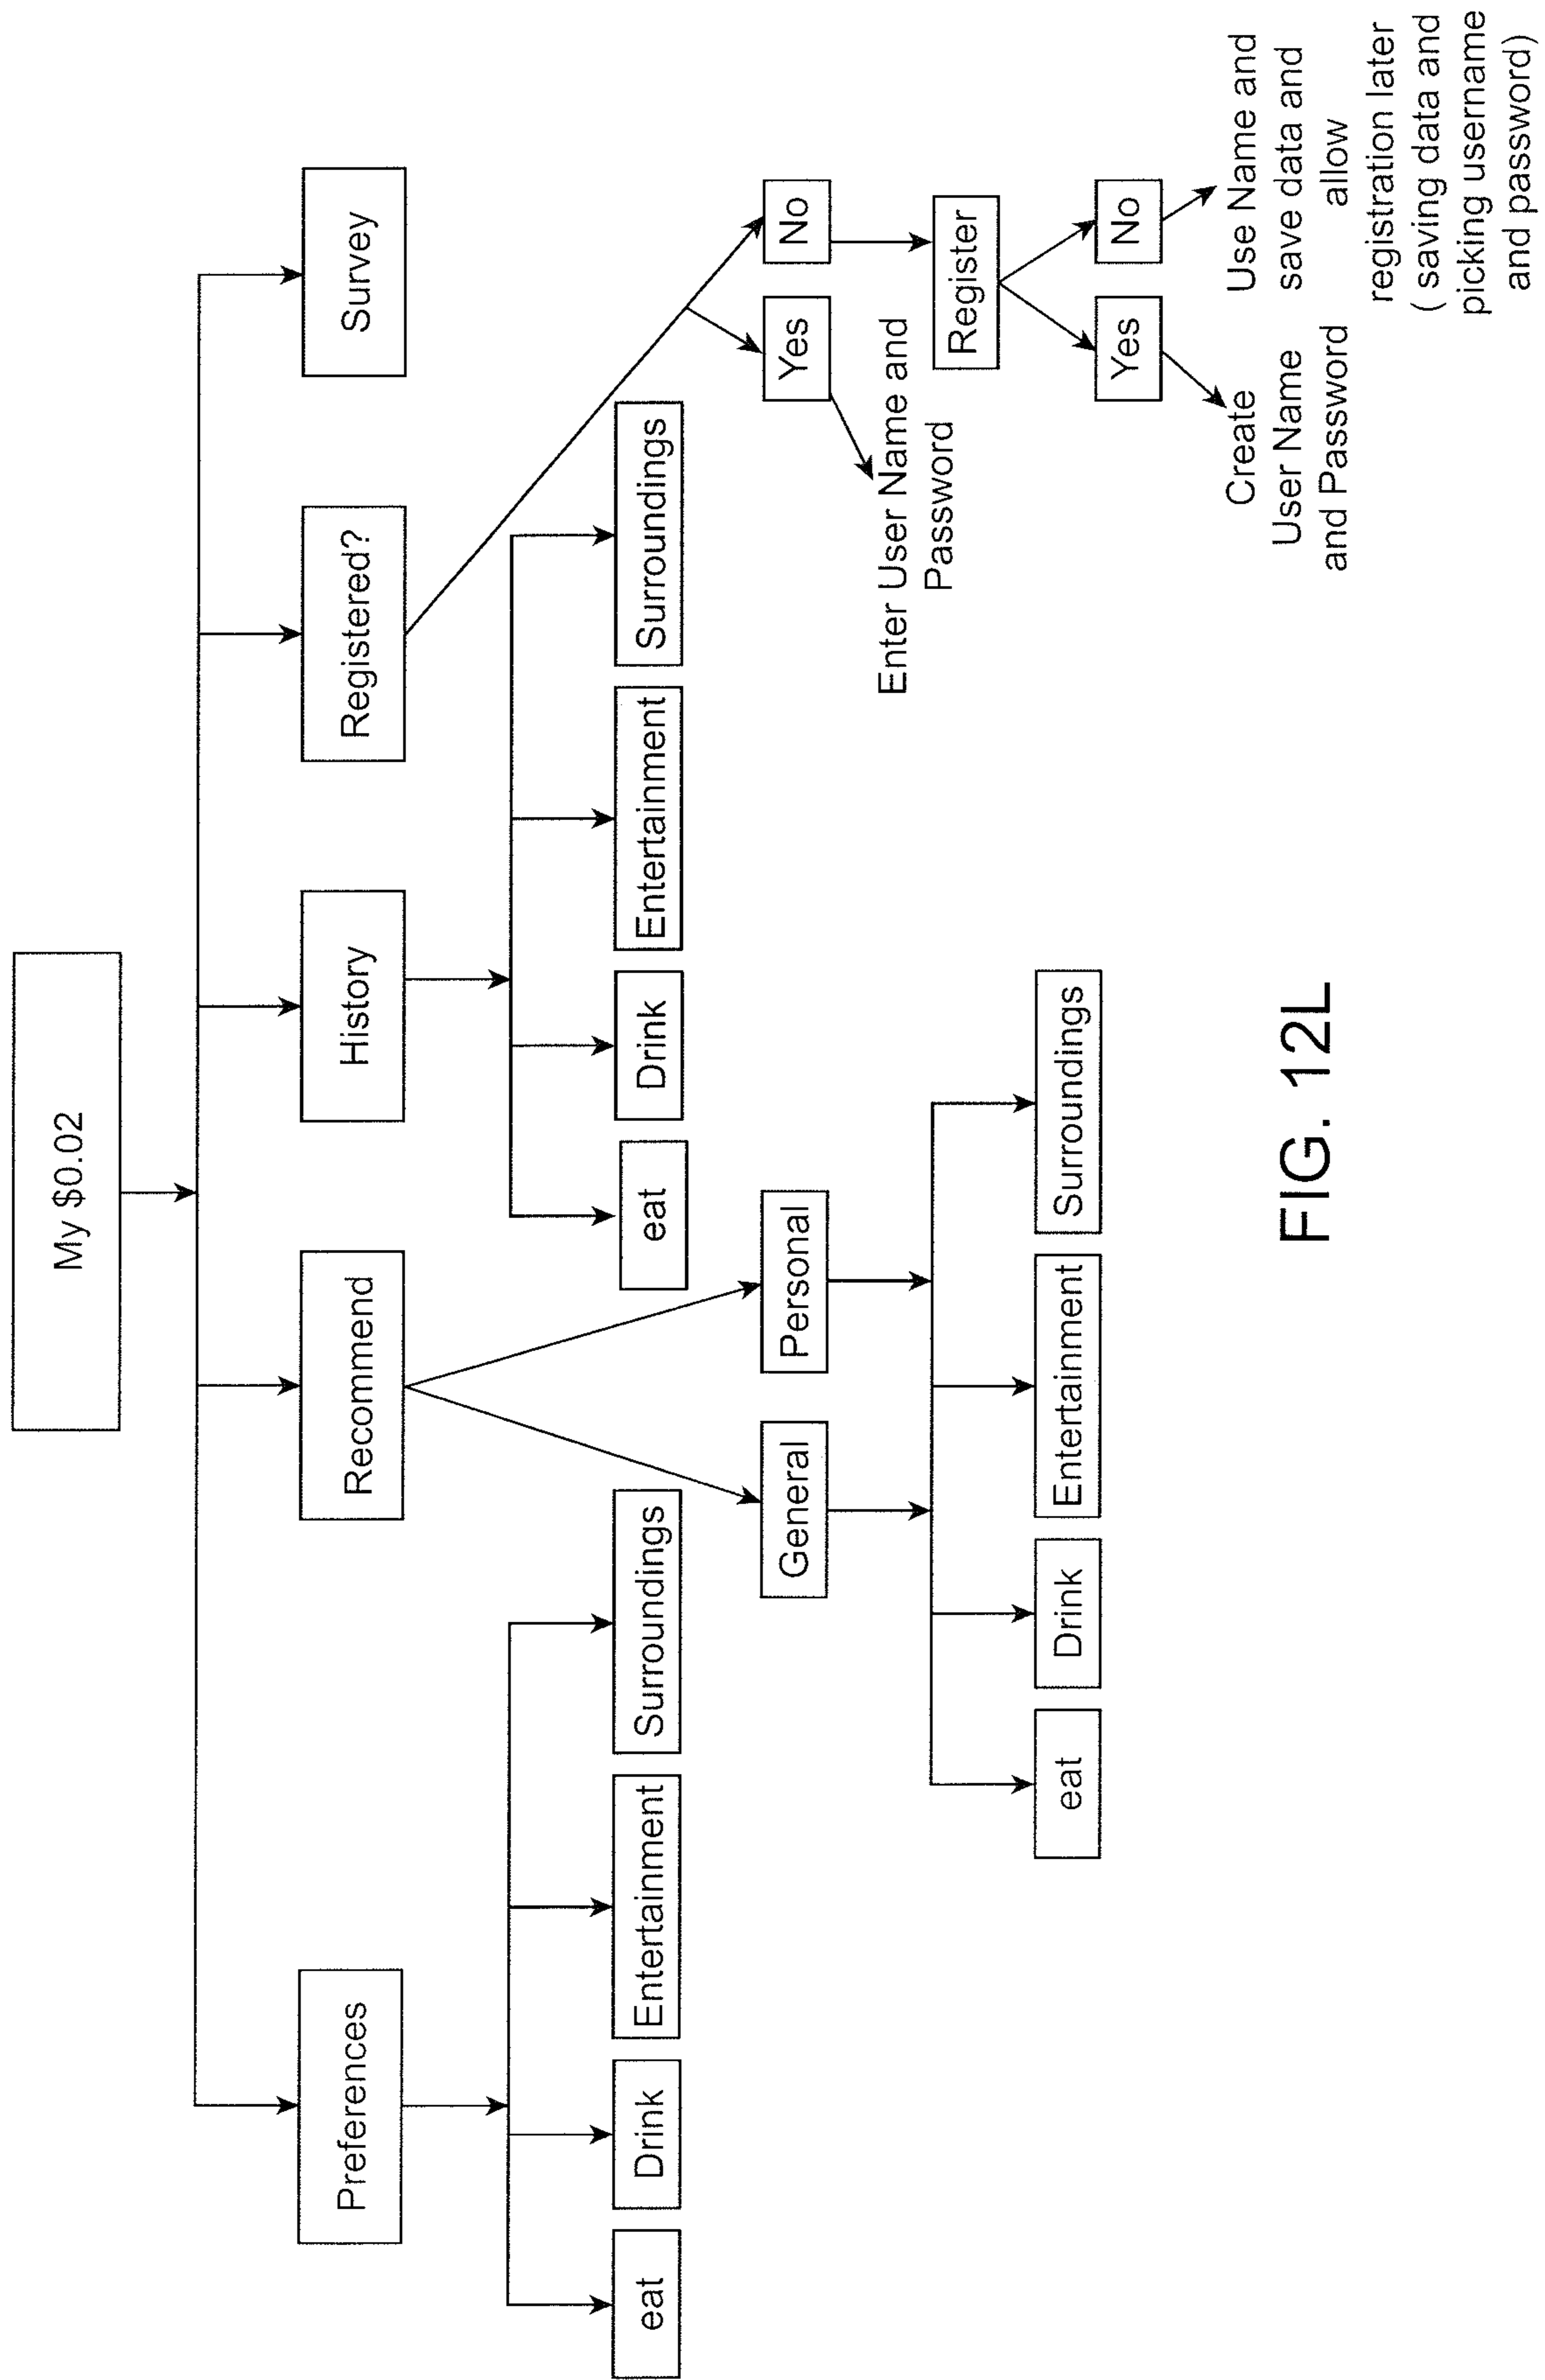 My $0.02
Preferences
Recommend
History
Registered?
Survey
eat
Drink
Entertainment
Surroundings
eat
Drink
Entertainment
Surroundings
General
Personal
Yes
No
Enter User Name and
Password
Register
eat
Drink
Entertainment
Surroundings
Yes
No
Create
User Name
and Password
Use Name and
save data and
allow
registration later
( saving data and
picking username
and password)
FIG. 12L